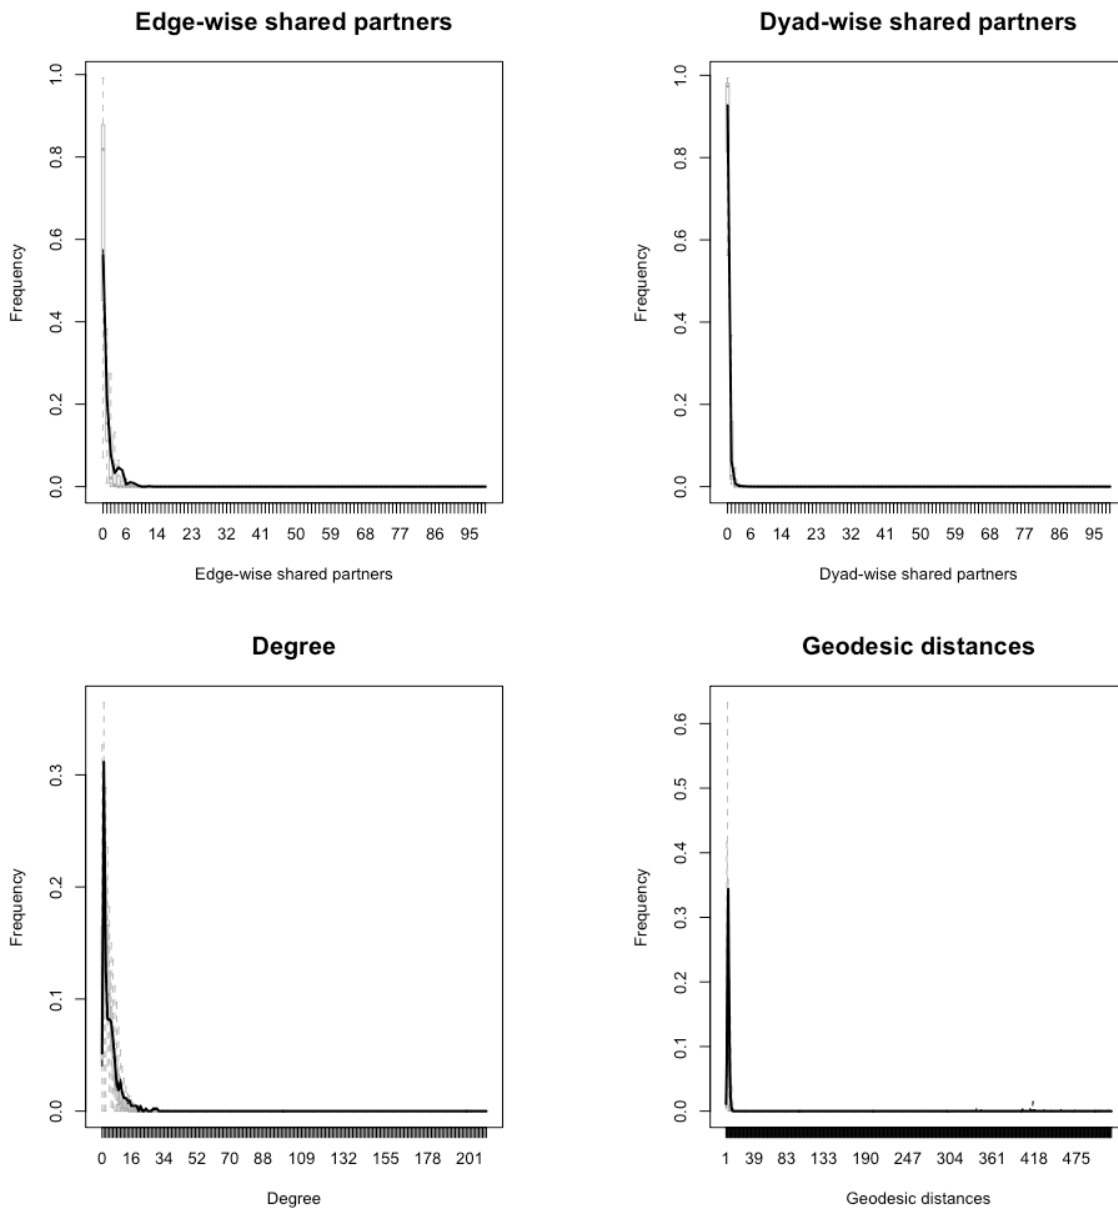 Edge-wise shared partners
Frequency
0.0 0.2 0.4 0.6 0.8 1.0
0 6 14 23 32 41 50 59 68 77 86 95
Edge-wise shared partners
Dyad-wise shared partners
Frequency
0.0 0.2 0.4 0.6 0.8 1.0
0 6 14 23 32 41 50 59 68 77 86 95
Dyad-wise shared partners
Degree
Frequency
0.0 0.1 0.2 0.3
0 16 34 52 70 88 109 132 155 178 201
Degree
Geodesic distances
Frequency
0.0 0.1 0.2 0.3 0.4 0.5 0.6
1 39 83 133 190 247 304 361 418 475
Geodesic distances